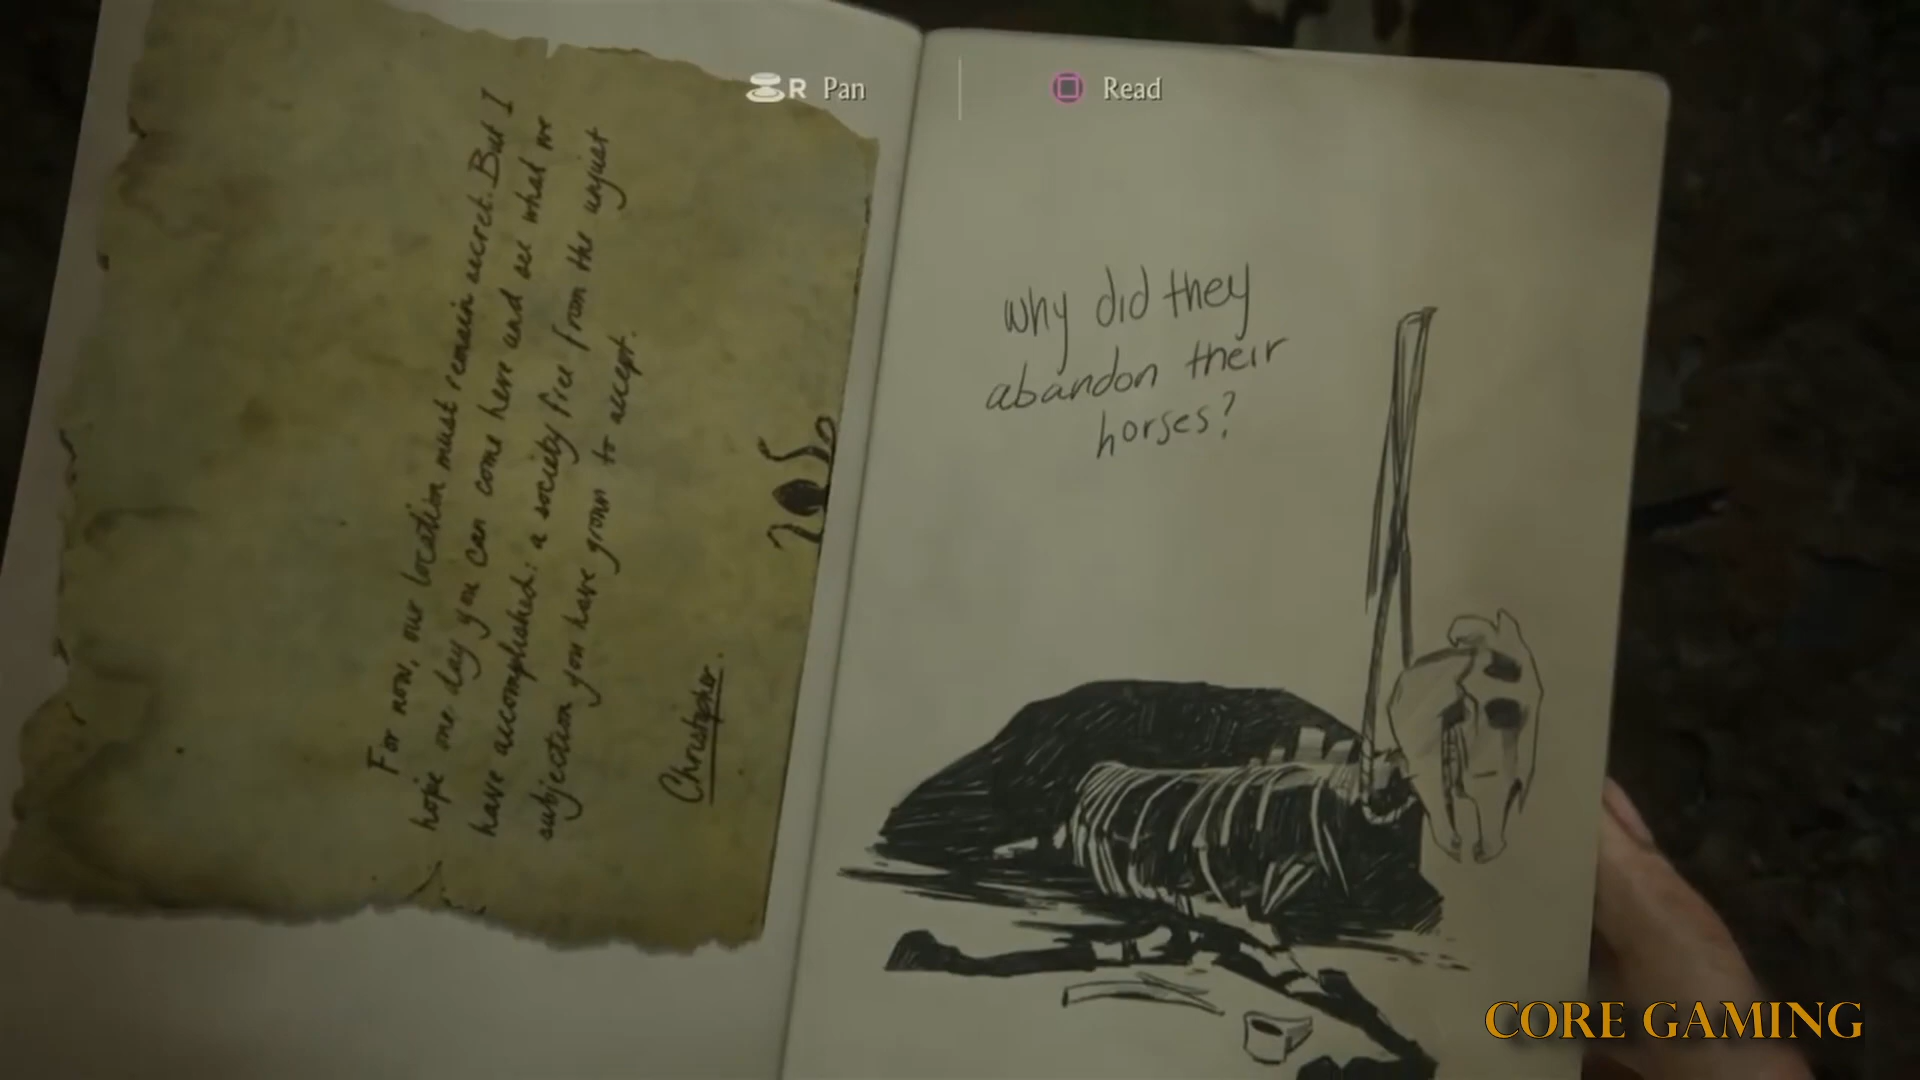 R Pan
Read
For now, our location must remain secret. But I
hope one day you can come here and see what we
have accomplished: a society free from the unjust
subjection you have grown to accept.
Christopher.
why did they
abandon their
horses?
CORE GAMING